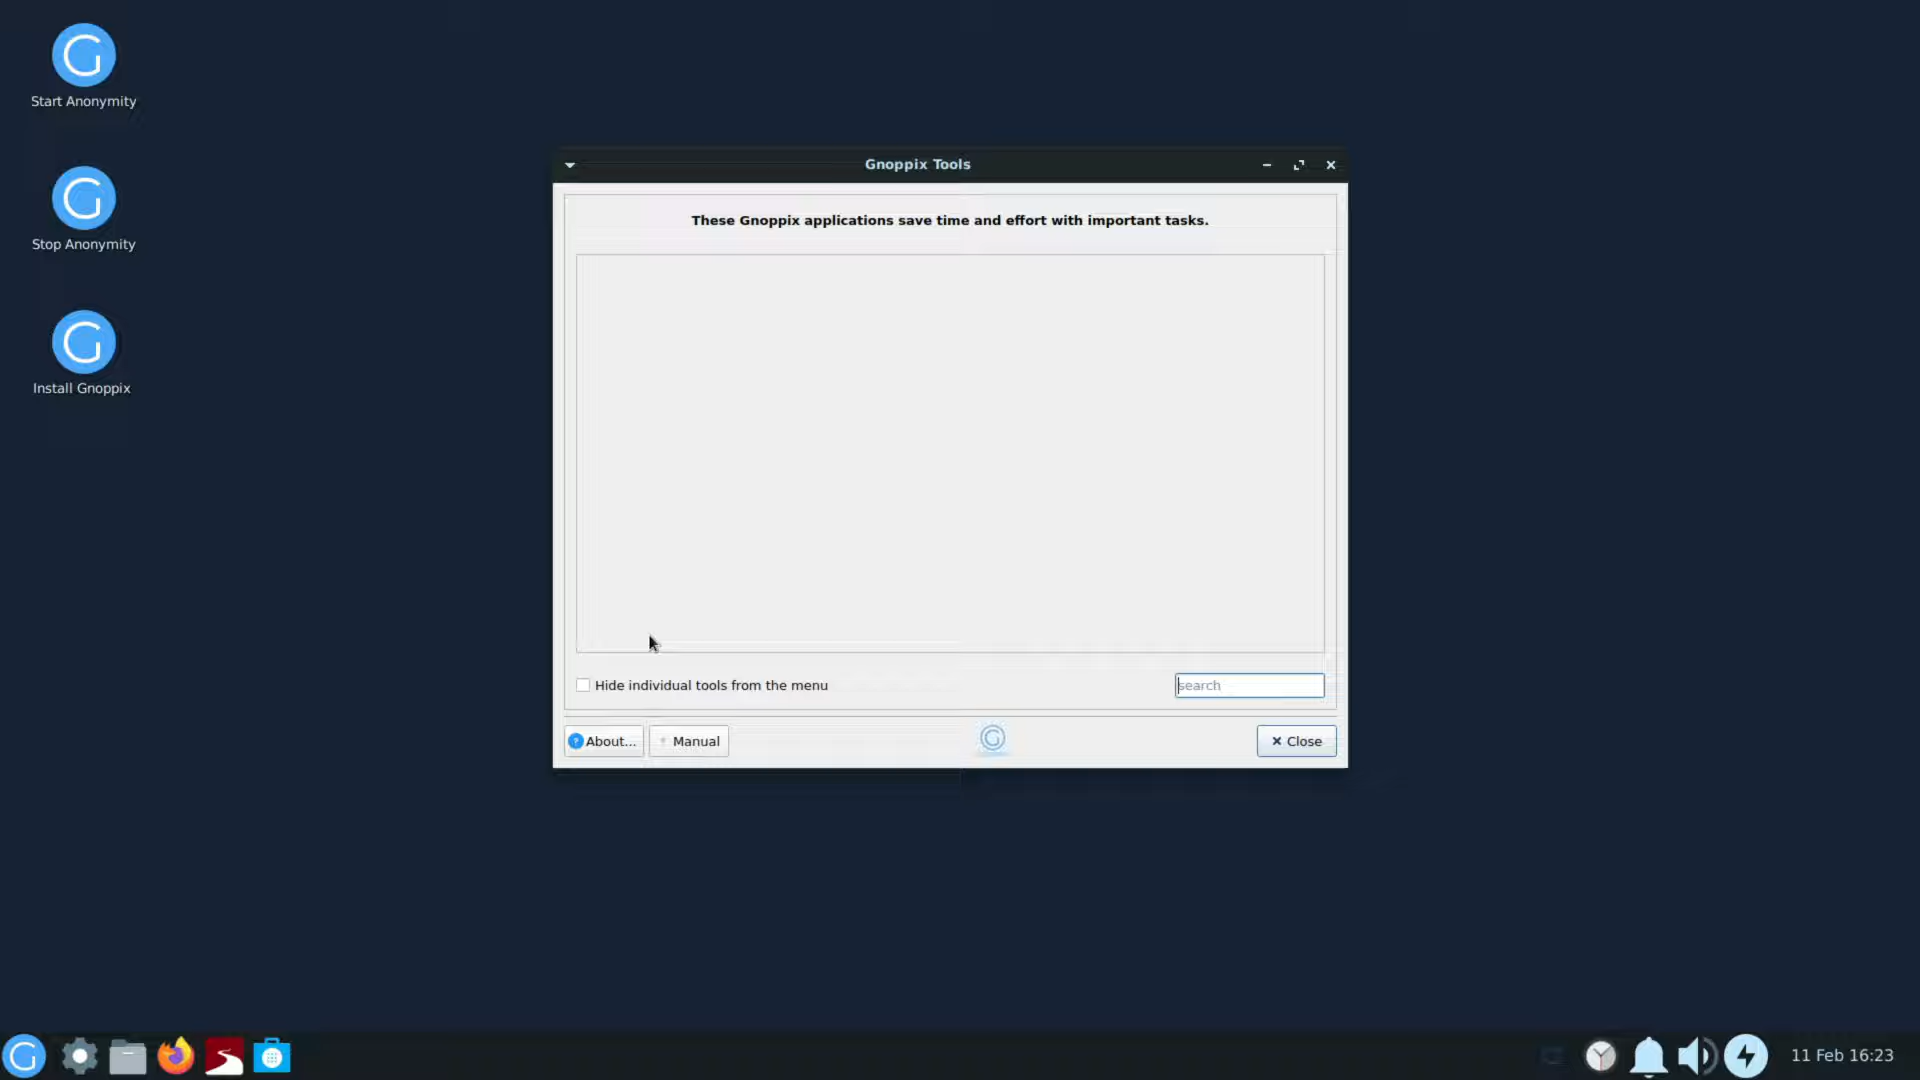 Start Anonymity
Stop Anonymity
Install Gnoppix
Gnoppix Tools
These Gnoppix applications save time and effort with important tasks.
Hide individual tools from the menu
search
About...
Manual
Close
11 Feb 16:23